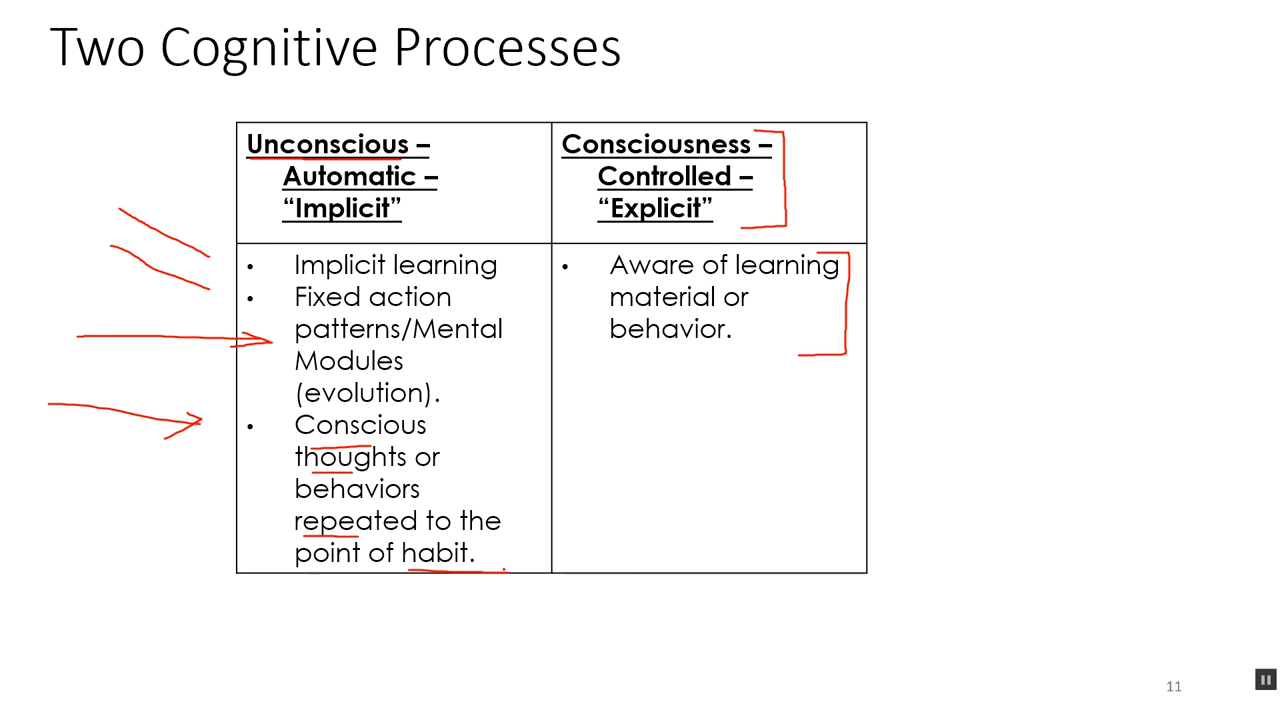 Two Cognitive Processes
Unconscious –
Automatic –
“Implicit”
Consciousness –
Controlled –
“Explicit”
• Implicit learning
• Fixed action
patterns/Mental
Modules
(evolution).
• Conscious
thoughts or
behaviors
repeated to the
point of habit.
• Aware of learning
material or
behavior.
11